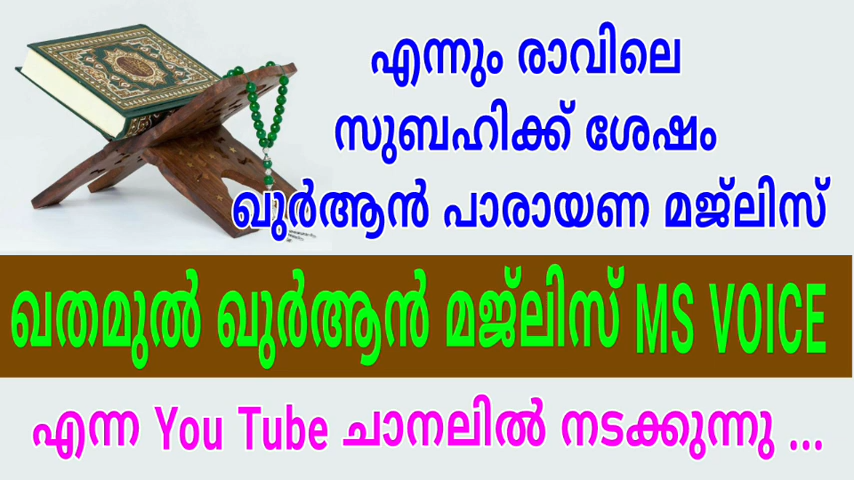 എന്നും രാവിലെ
സുബഹിക്ക് ശേഷം
ഖുർആൻ പാരായണ മജ്ലിസ്
ഖതമുൽ ഖുർആൻ മജ്ലിസ് MS VOICE
എന്ന You Tube ചാനലിൽ നടക്കുന്നു ...